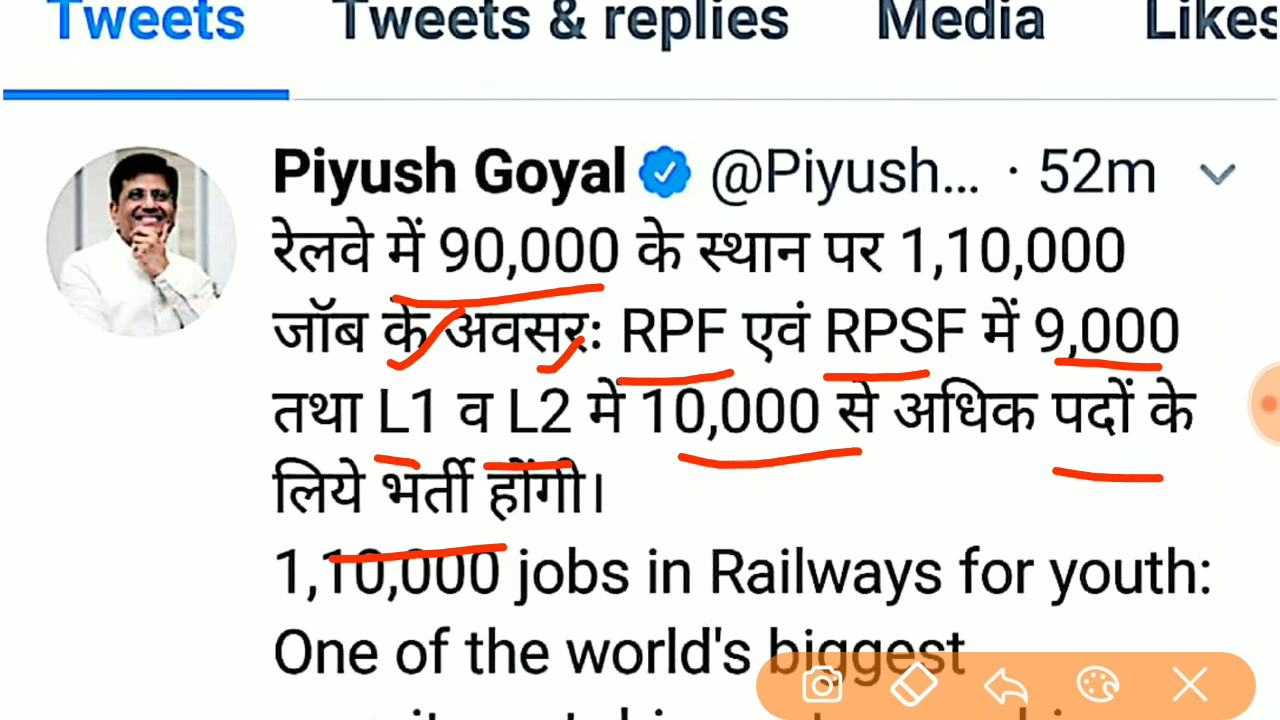 Tweets Tweets & replies Media Likes
Piyush Goyal @Piyush... · 52m
रेलवे में 90,000 के स्थान पर 1,10,000
जॉब के अवसरः RPF एवं RPSF में 9,000
तथा L1 व L2 में 10,000 से अधिक पदों के
लिये भर्ती होंगी।
1,10,000 jobs in Railways for youth:
One of the world's biggest